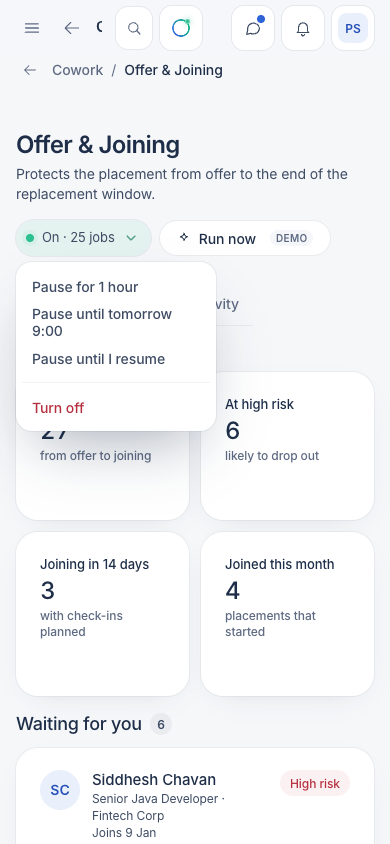 PS
Cowork / Offer & Joining
Offer & Joining
Protects the placement from offer to the end of the
replacement window.
On · 25 jobs
Run now DEMO
Pause for 1 hour
Pause until tomorrow
9:00
Pause until I resume
Turn off
27
from offer to joining
At high risk
6
likely to drop out
Joining in 14 days
3
with check-ins
planned
Joined this month
4
placements that
started
Waiting for you 6
SC
Siddhesh Chavan
High risk
Senior Java Developer ·
Fintech Corp
Joins 9 Jan